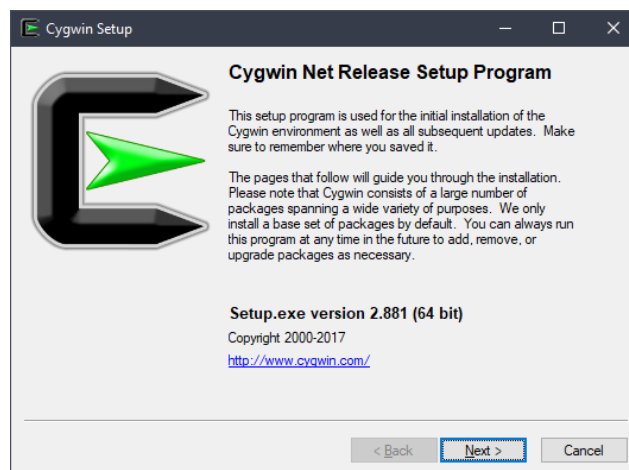 Cygwin Setup
Cygwin Net Release Setup Program
This setup program is used for the initial installation of the
Cygwin environment as well as all subsequent updates.  Make
sure to remember where you saved it.
The pages that follow will guide you through the installation.
Please note that Cygwin consists of a large number of
packages spanning a wide variety of purposes.  We only
install a base set of packages by default.  You can always run
this program at any time in the future to add, remove, or
upgrade packages as necessary.
Setup.exe version 2.881 (64 bit)
Copyright 2000-2017
http://www.cygwin.com/
< Back Next > Cancel